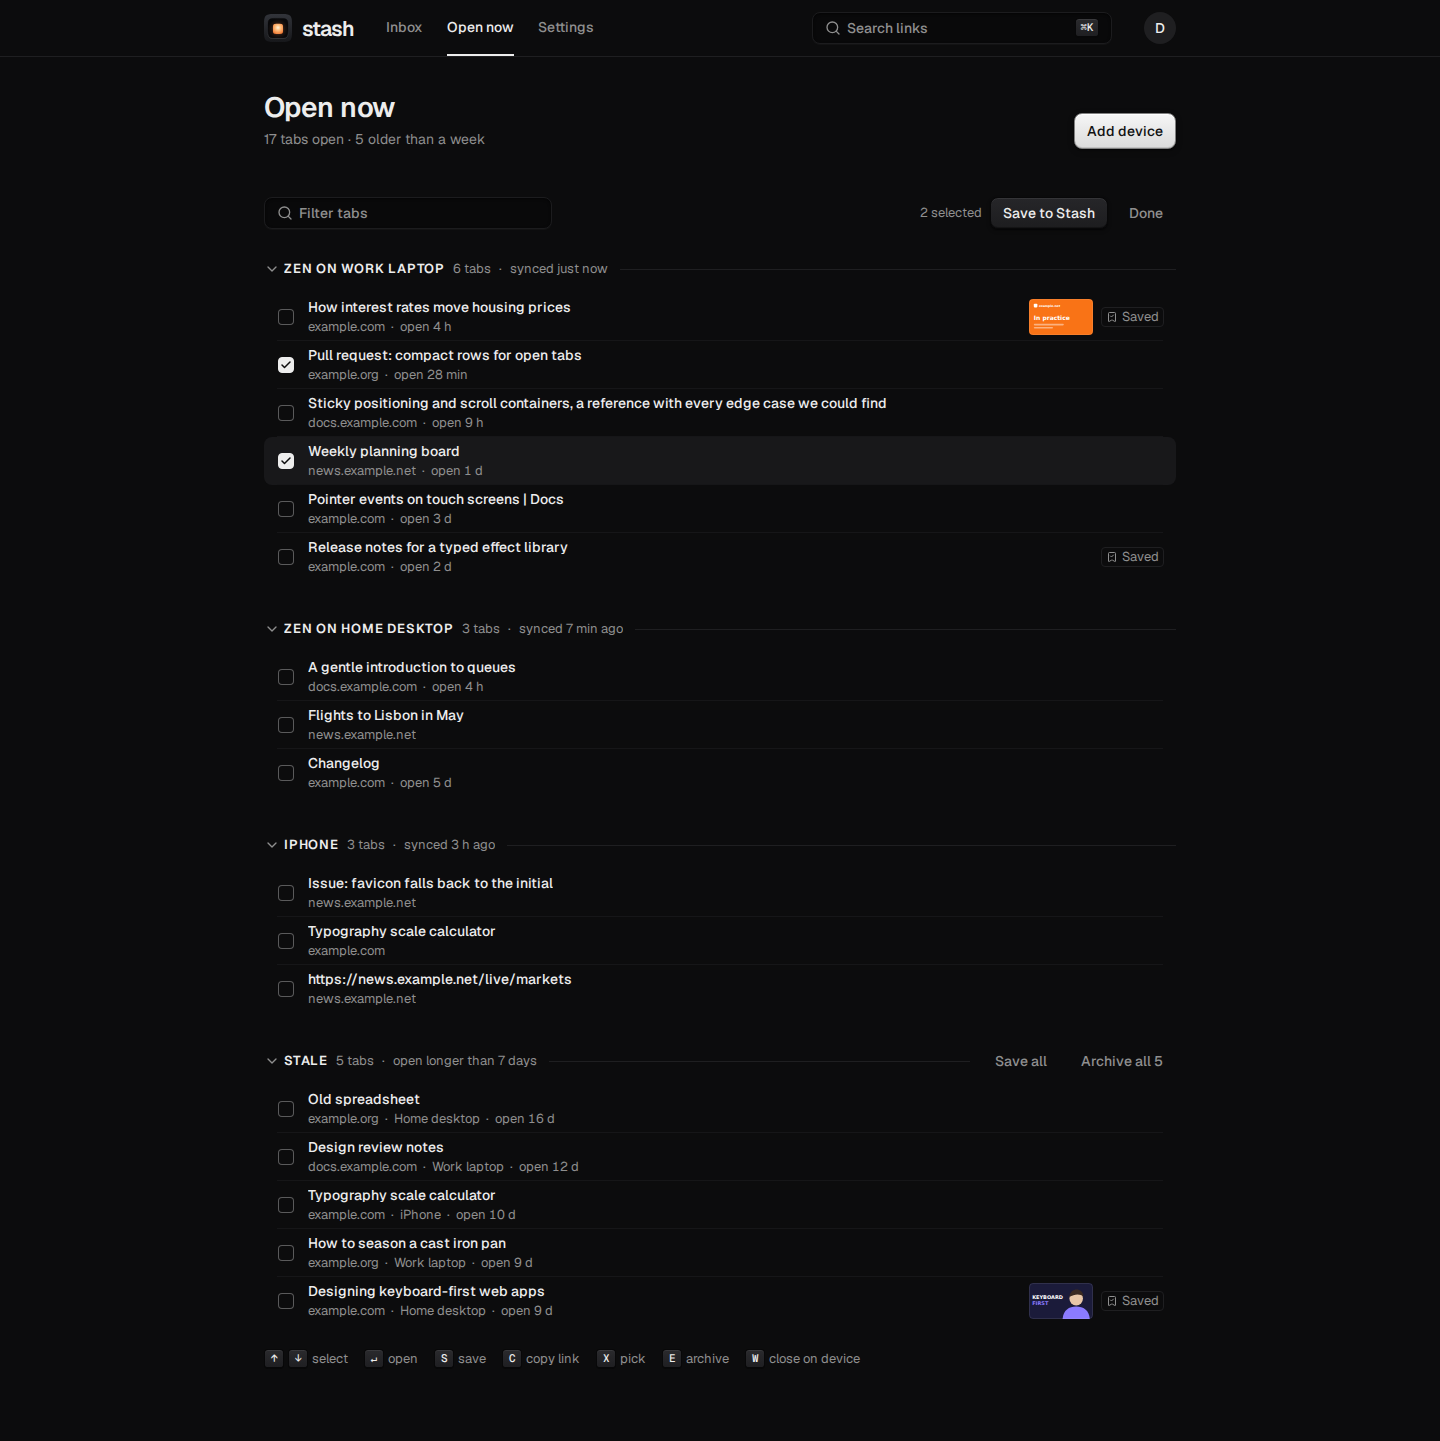 stash
Inbox
Open now
Settings
Search links
⌘K
D
Open now
17 tabs open · 5 older than a week
Add device
Filter tabs
2 selected
Save to Stash
Done
ZEN ON WORK LAPTOP 6 tabs · synced just now
How interest rates move housing prices
example.com · open 4 h
In practice
Saved
Pull request: compact rows for open tabs
example.org · open 28 min
Sticky positioning and scroll containers, a reference with every edge case we could find
docs.example.com · open 9 h
Weekly planning board
news.example.net · open 1 d
Pointer events on touch screens | Docs
example.com · open 3 d
Release notes for a typed effect library
example.com · open 2 d
Saved
ZEN ON HOME DESKTOP 3 tabs · synced 7 min ago
A gentle introduction to queues
docs.example.com · open 4 h
Flights to Lisbon in May
news.example.net
Changelog
example.com · open 5 d
IPHONE 3 tabs · synced 3 h ago
Issue: favicon falls back to the initial
news.example.net
Typography scale calculator
example.com
https://news.example.net/live/markets
news.example.net
STALE 5 tabs · open longer than 7 days
Save all
Archive all 5
Old spreadsheet
example.org · Home desktop · open 16 d
Design review notes
docs.example.com · Work laptop · open 12 d
Typography scale calculator
example.com · iPhone · open 10 d
How to season a cast iron pan
example.org · Work laptop · open 9 d
Designing keyboard-first web apps
example.com · Home desktop · open 9 d
KEYBOARD
FIRST
Saved
↑ ↓ select ↵ open S save C copy link X pick E archive W close on device